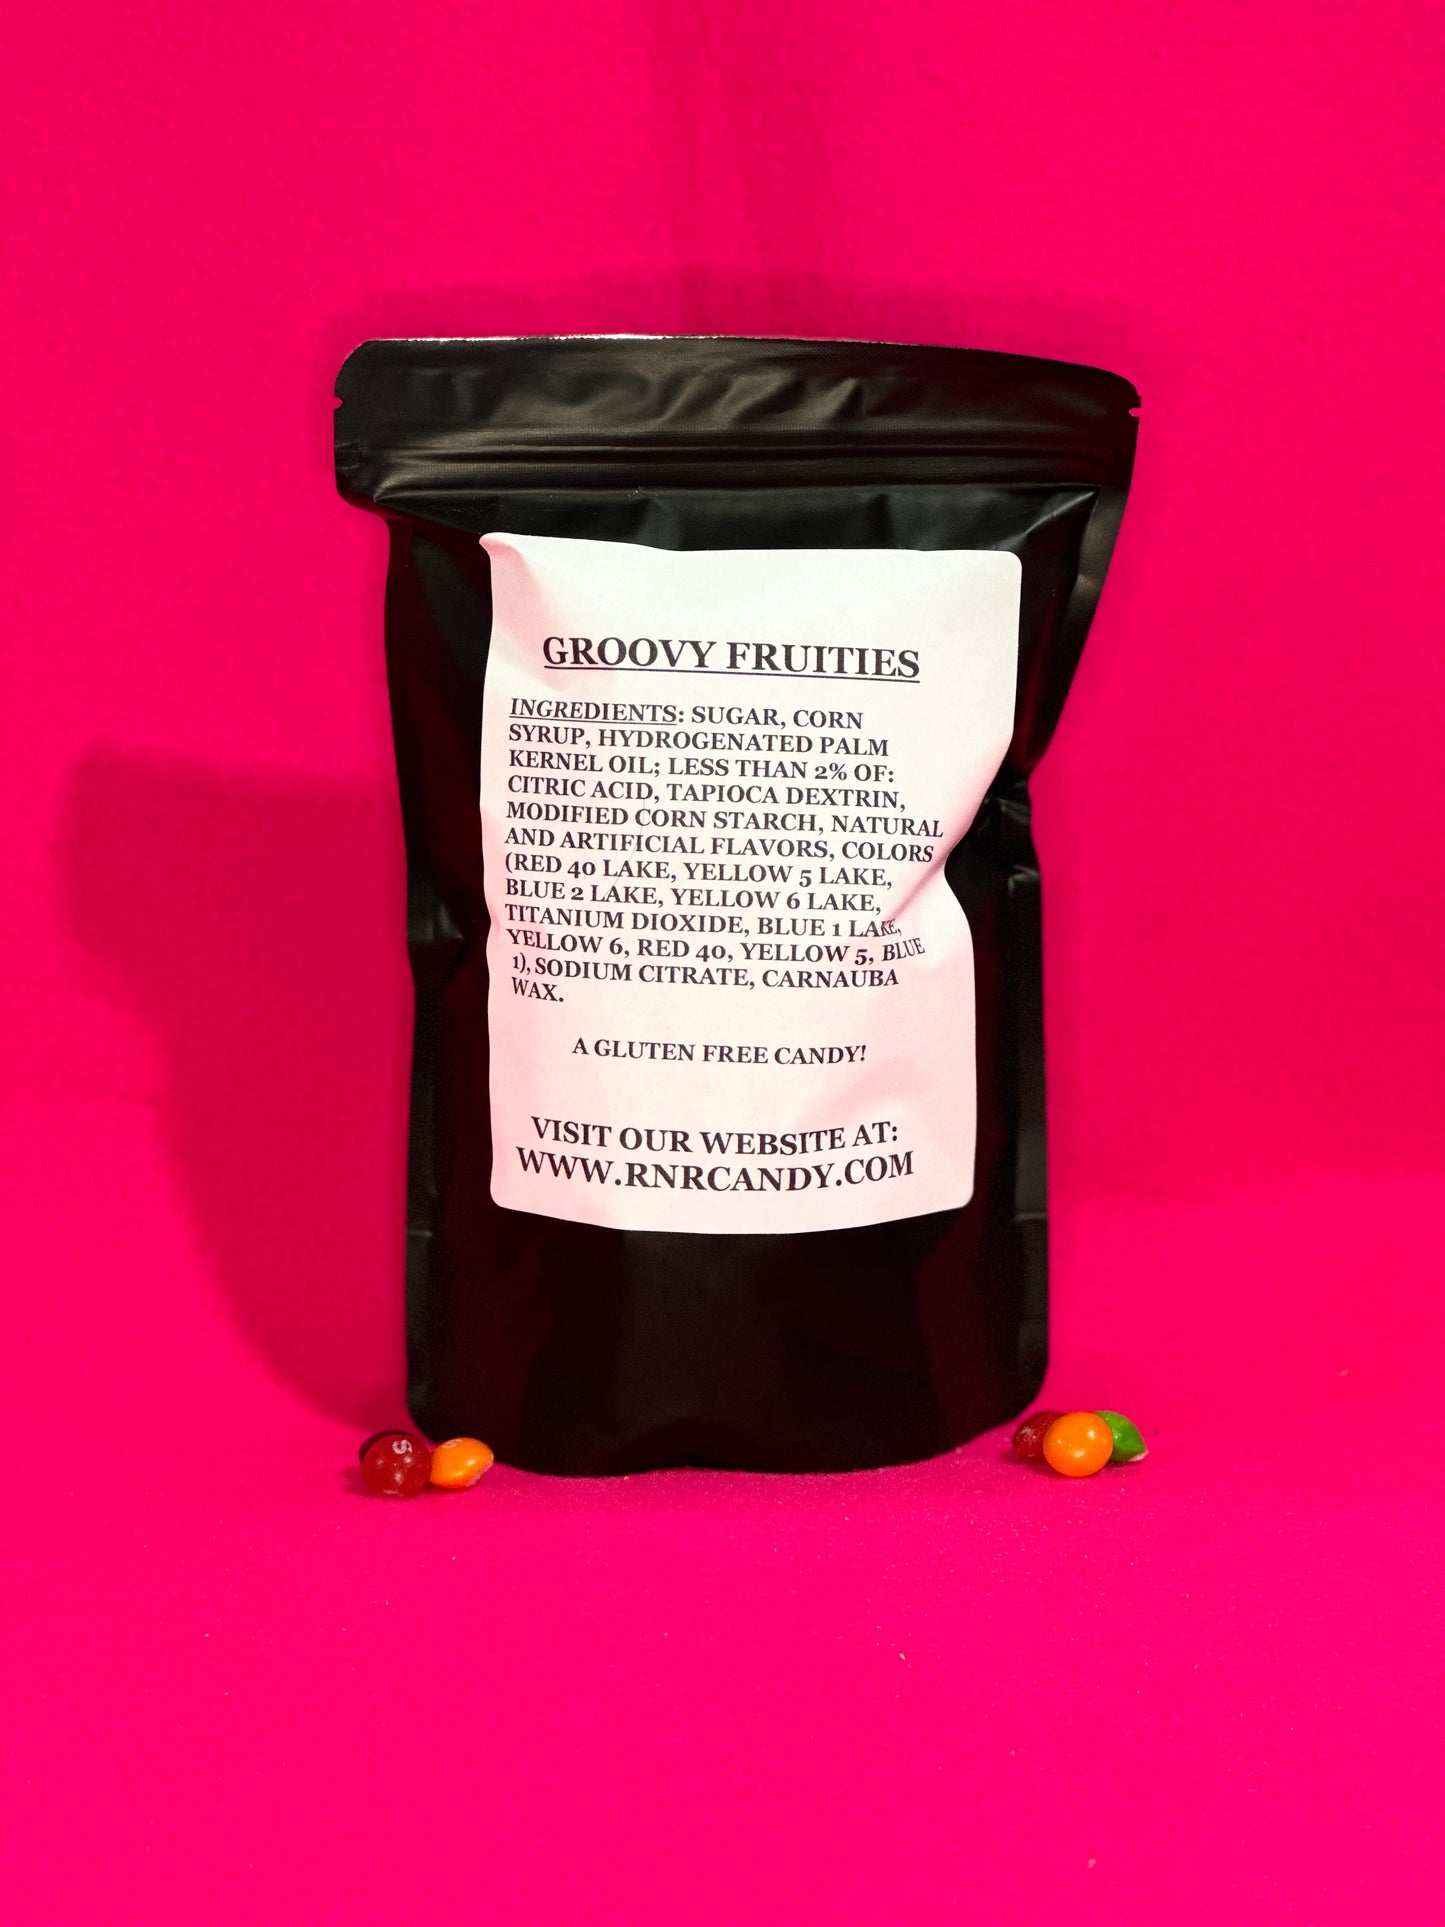 GROOVY FRUITIES
INGREDIENTS: SUGAR, CORN
SYRUP, HYDROGENATED PALM
KERNEL OIL; LESS THAN 2% OF:
CITRIC ACID, TAPIOCA DEXTRIN,
MODIFIED CORN STARCH, NATURAL
AND ARTIFICIAL FLAVORS, COLORS
(RED 40 LAKE, YELLOW 5 LAKE,
BLUE 2 LAKE, YELLOW 6 LAKE,
TITANIUM DIOXIDE, BLUE 1 LAKE,
YELLOW 6, RED 40, YELLOW 5, BLUE
1), SODIUM CITRATE, CARNAUBA
WAX.
A GLUTEN FREE CANDY!
VISIT OUR WEBSITE AT:
WWW.RNRCANDY.COM
S